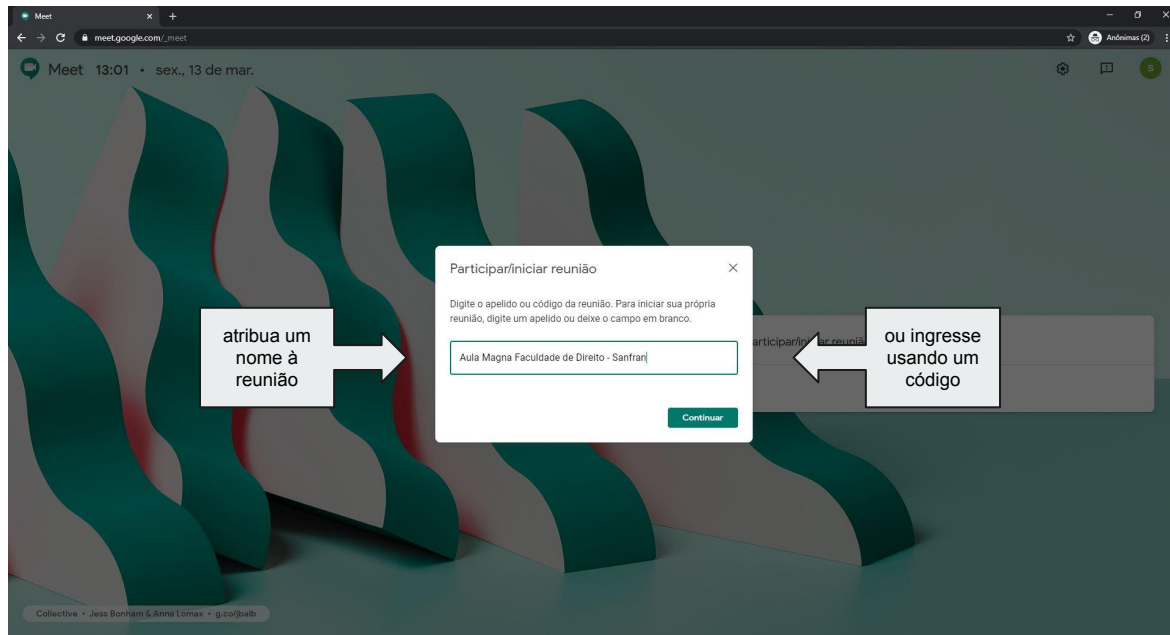 Meet
meet.google.com/_meet
Anônimas (2)
Meet 13:01 • sex., 13 de mar.
S
Participar/iniciar reunião
Digite o apelido ou código da reunião. Para iniciar sua própria
reunião, digite um apelido ou deixe o campo em branco.
atribua um
nome à
reunião
Aula Magna Faculdade de Direito - Sanfran
ou ingresse
usando um
código
Continuar
Collective • Jess Bonham & Anna Lomax • g.co/jbalb